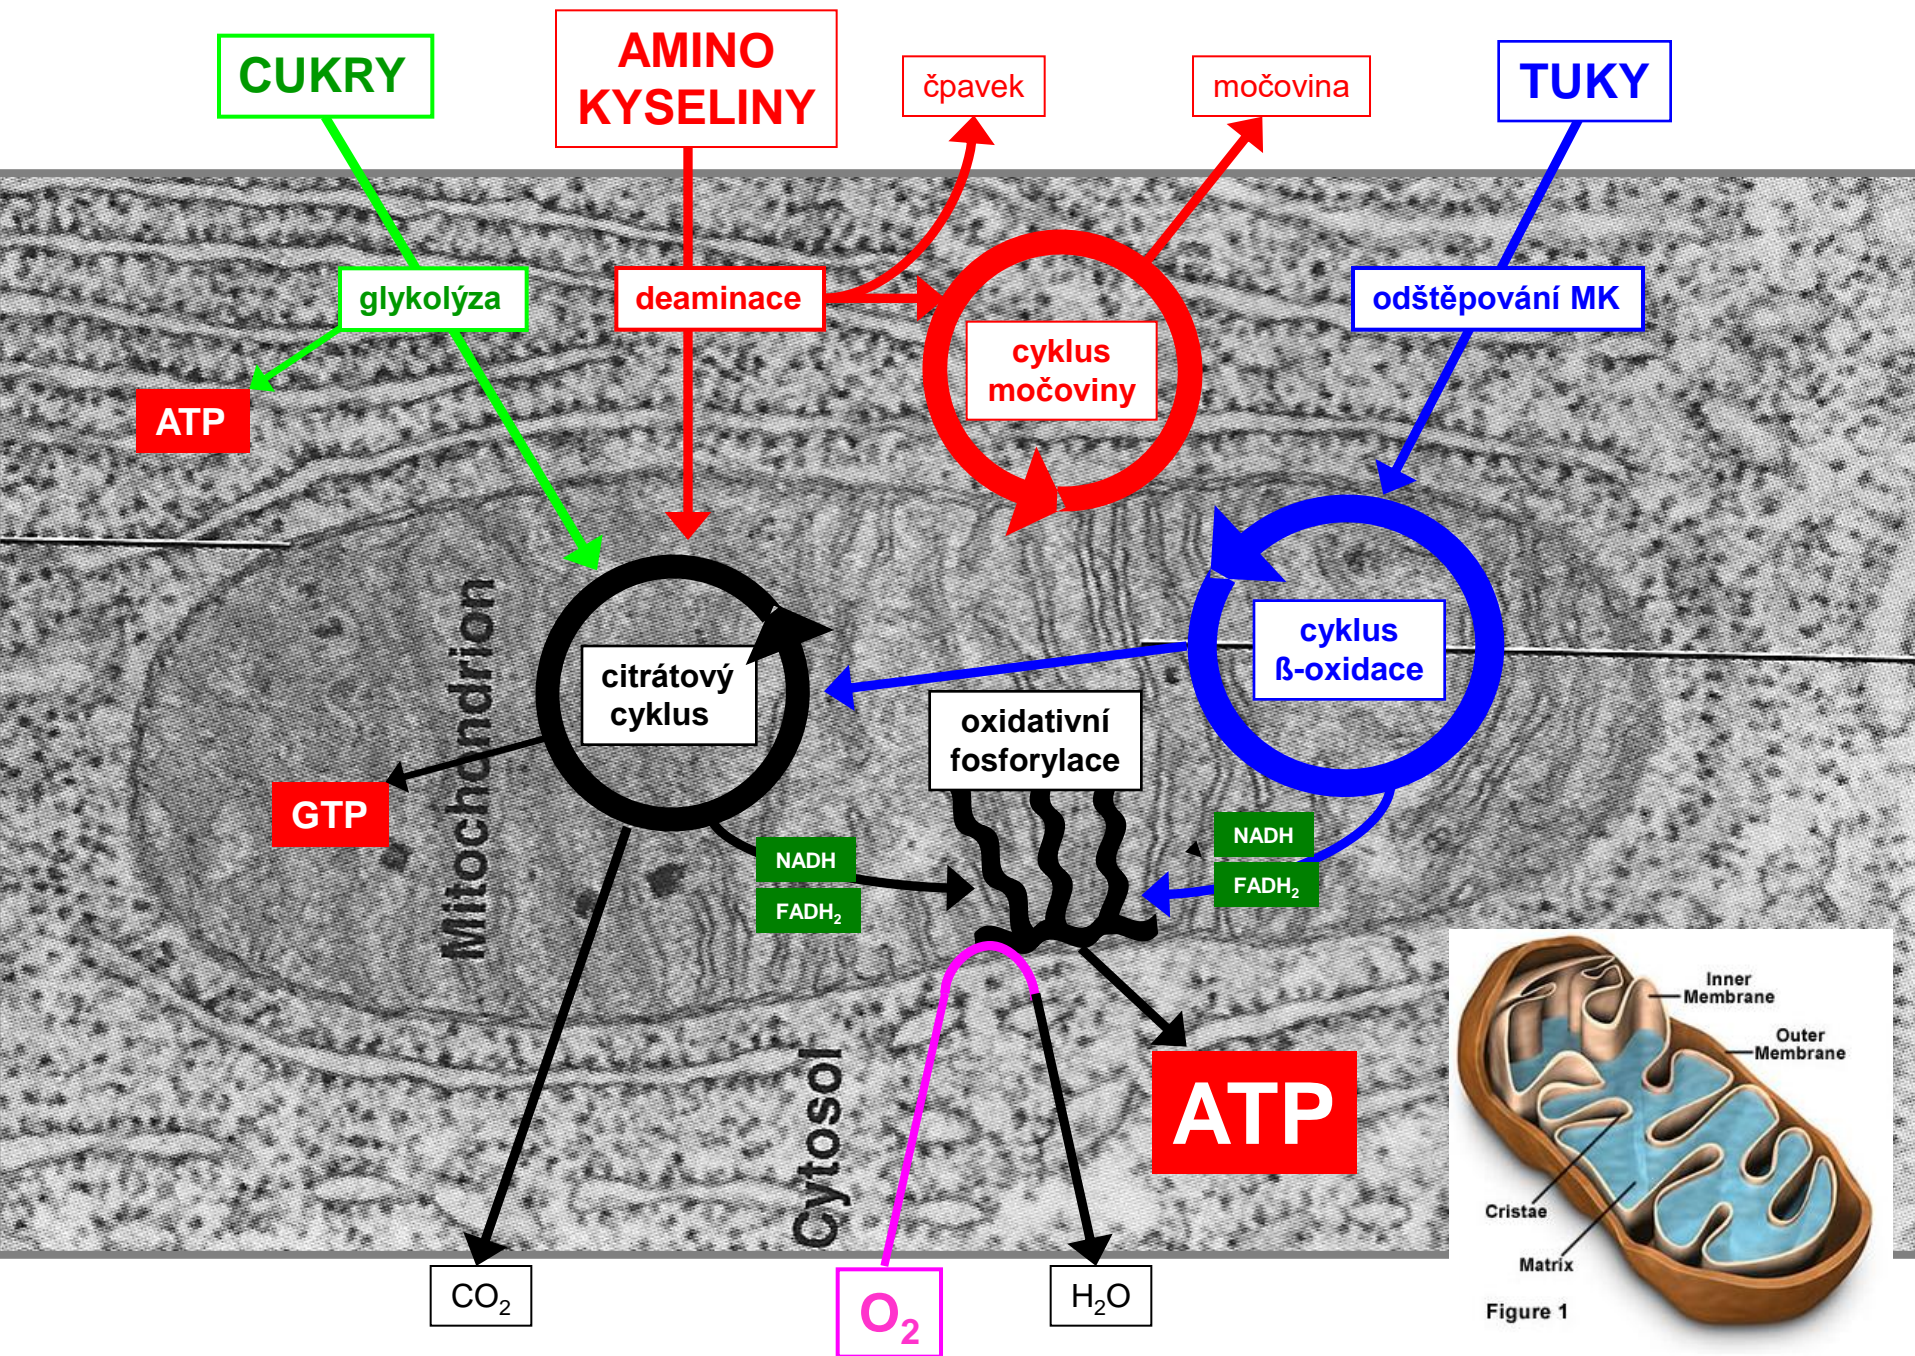 CUKRY
AMINO
KYSELINY
čpavek
močovina
TUKY
glykolýza
deaminace
odštěpování MK
cyklus
močoviny
ATP
Mitochondrion
citrátový
cyklus
cyklus
ß-oxidace
oxidativní
fosforylace
GTP
NADH
FADH₂
NADH
FADH₂
Cytosol
ATP
CO₂
O₂
H₂O
Inner
Membrane
Outer
Membrane
Cristae
Matrix
Figure 1